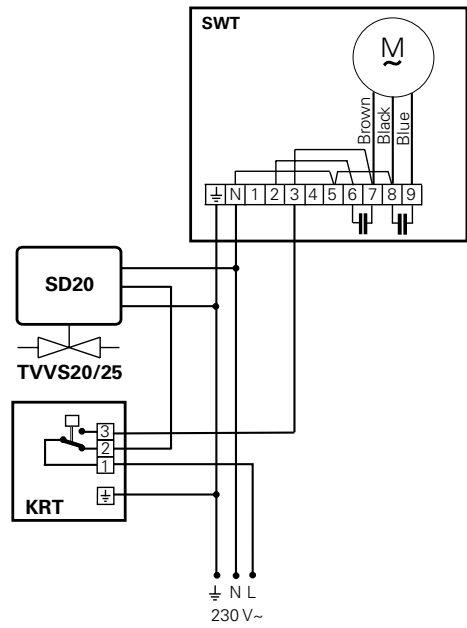 SWT
M
~
Brown
Black
Blue
N 1 2 3 4 5 6 7 8 9
SD20
TVVS20/25
3
2
1
KRT
N L
230 V~